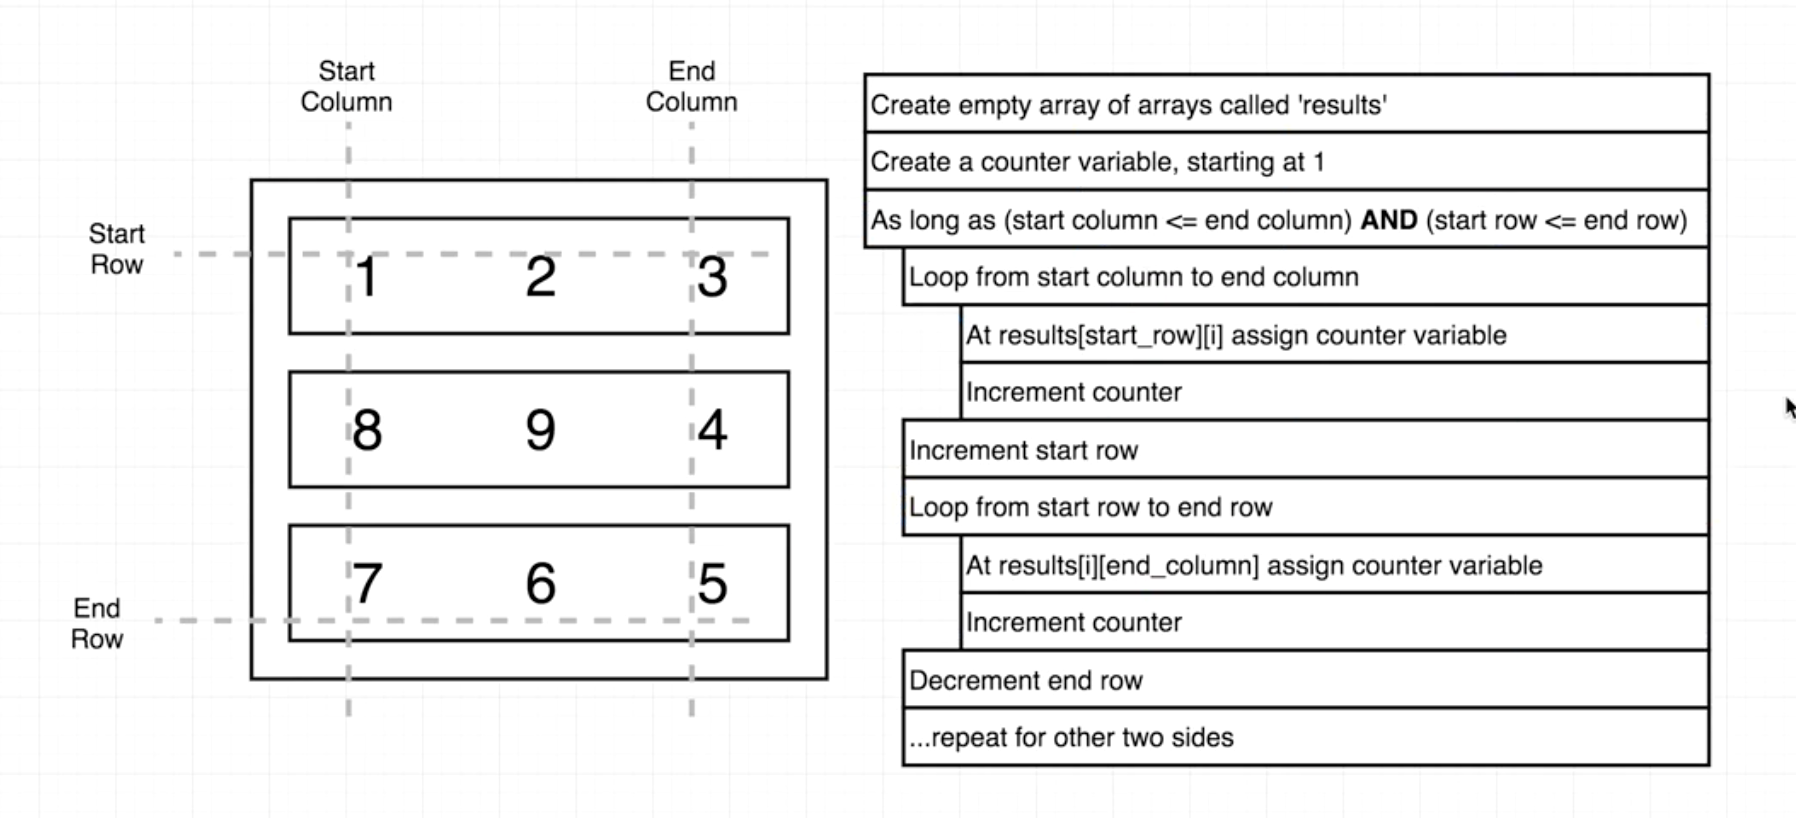 Start
Column
End
Column
Start
Row
1 2 3
8 9 4
7 6 5
End
Row
Create empty array of arrays called 'results'
Create a counter variable, starting at 1
As long as (start column <= end column) AND (start row <= end row)
Loop from start column to end column
At results[start_row][i] assign counter variable
Increment counter
Increment start row
Loop from start row to end row
At results[i][end_column] assign counter variable
Increment counter
Decrement end row
...repeat for other two sides